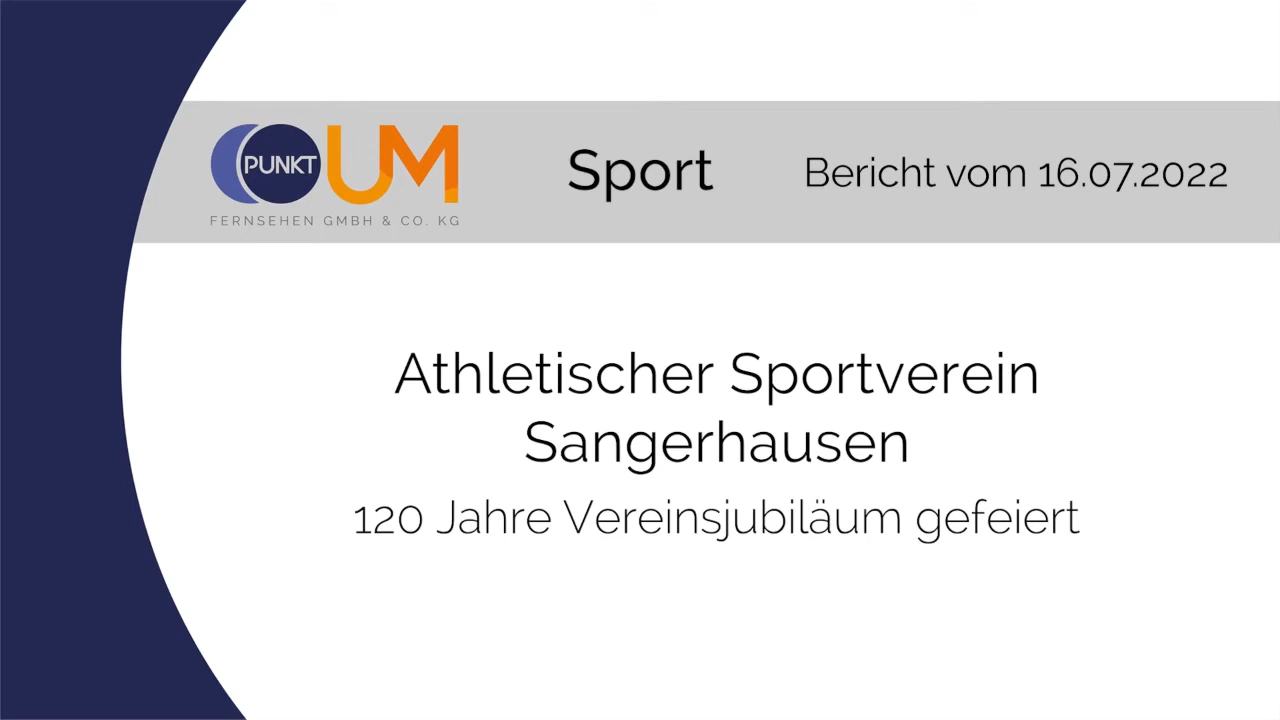 PUNKT UM
FERNSEHEN GMBH & CO. KG
Sport
Bericht vom 16.07.2022
Athletischer Sportverein
Sangerhausen
120 Jahre Vereinsjubiläum gefeiert